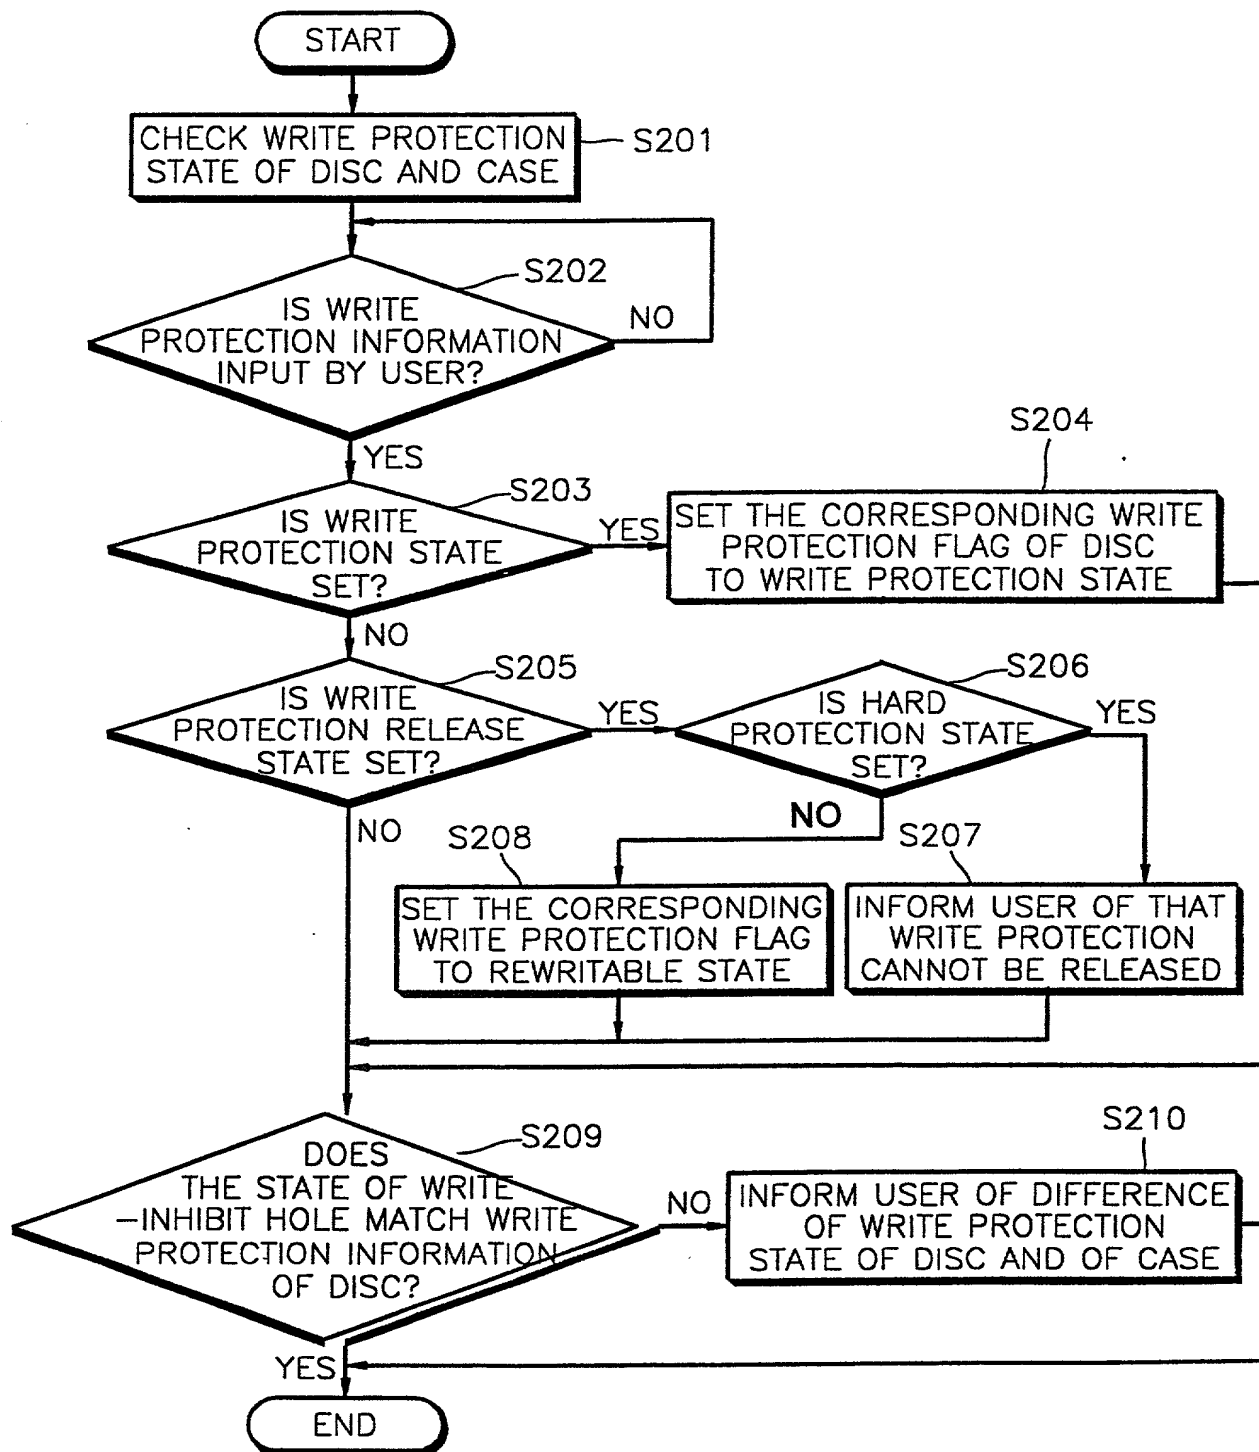 START
CHECK WRITE PROTECTION
STATE OF DISC AND CASE
S201
S202
IS WRITE
PROTECTION INFORMATION
INPUT BY USER?
NO
YES
S203
IS WRITE
PROTECTION STATE
SET?
YES
S204
SET THE CORRESPONDING WRITE
PROTECTION FLAG OF DISC
TO WRITE PROTECTION STATE
NO
S205
IS WRITE
PROTECTION RELEASE
STATE SET?
YES
S206
IS HARD
PROTECTION STATE
SET?
YES
NO
NO
S208
SET THE CORRESPONDING
WRITE PROTECTION FLAG
TO REWRITABLE STATE
S207
INFORM USER OF THAT
WRITE PROTECTION
CANNOT BE RELEASED
S209
DOES
THE STATE OF WRITE
-INHIBIT HOLE MATCH WRITE
PROTECTION INFORMATION
OF DISC?
NO
S210
INFORM USER OF DIFFERENCE
OF WRITE PROTECTION
STATE OF DISC AND OF CASE
YES
END